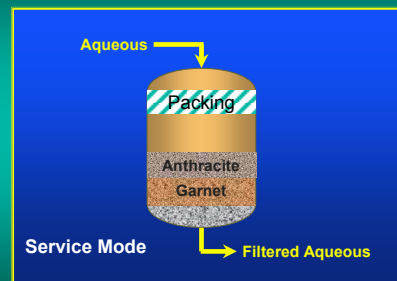 Aqueous
Packing
Anthracite
Garnet
Service Mode
Filtered Aqueous